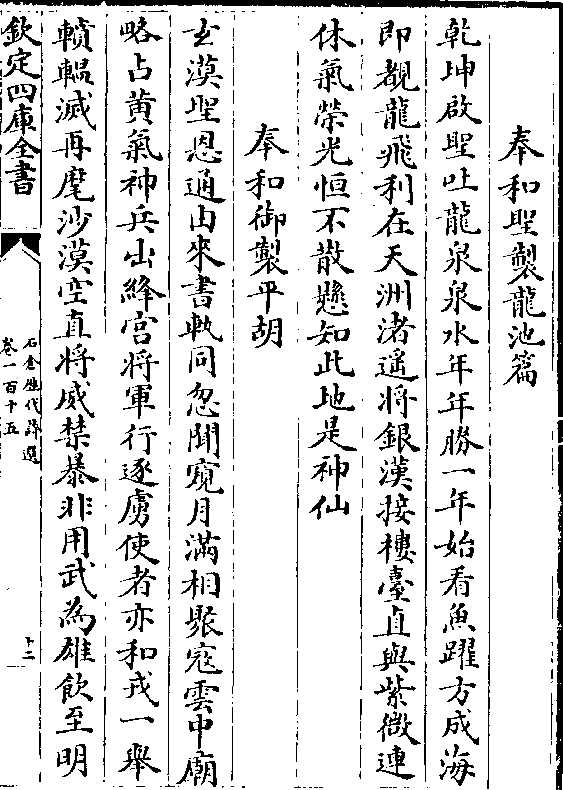 奉和聖製龍池篇
乾坤啟聖吐龍泉泉水年年勝一年始看魚躍方成海
即覩龍飛利在天洲渚遙將銀漢接樓臺直與紫微連
休氣榮光恒不散懸知此地是神仙
奉和御製平胡
玄漠聖恩通由來書軌同忽聞窺月滿相聚寇雲中廟
略占黄氣神兵出絳宫將軍行逐虜使者亦和戎一舉
轒輼滅再麾沙漠空直將威禁暴非用武為雄飲至明
欽定四庫全書
石倉歴代詩選
卷一百十五
十二